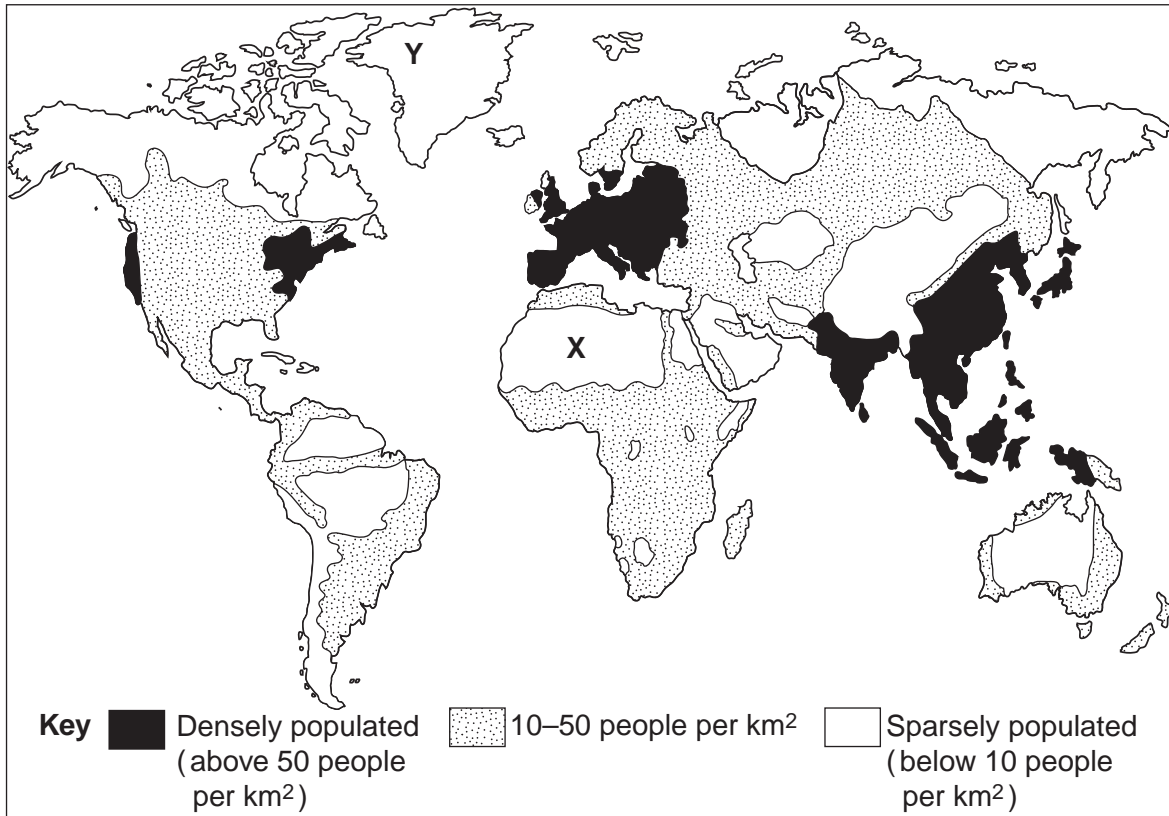 Y
X
Key
Densely populated
(above 50 people
per km²)
10–50 people per km²
Sparsely populated
(below 10 people
per km²)